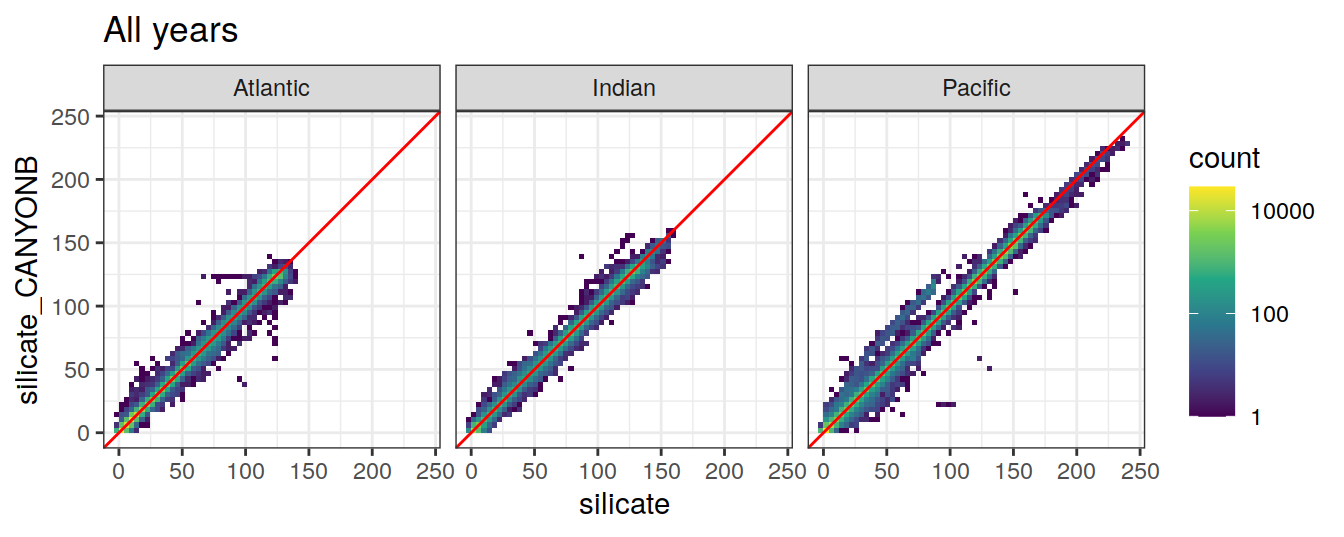 All years
Atlantic Indian Pacific
250
200
150
100
50
0
silicate_CANYONB
0 50 100 150 200 250 0 50 100 150 200 250 0 50 100 150 200 250
silicate
count
10000
100
1